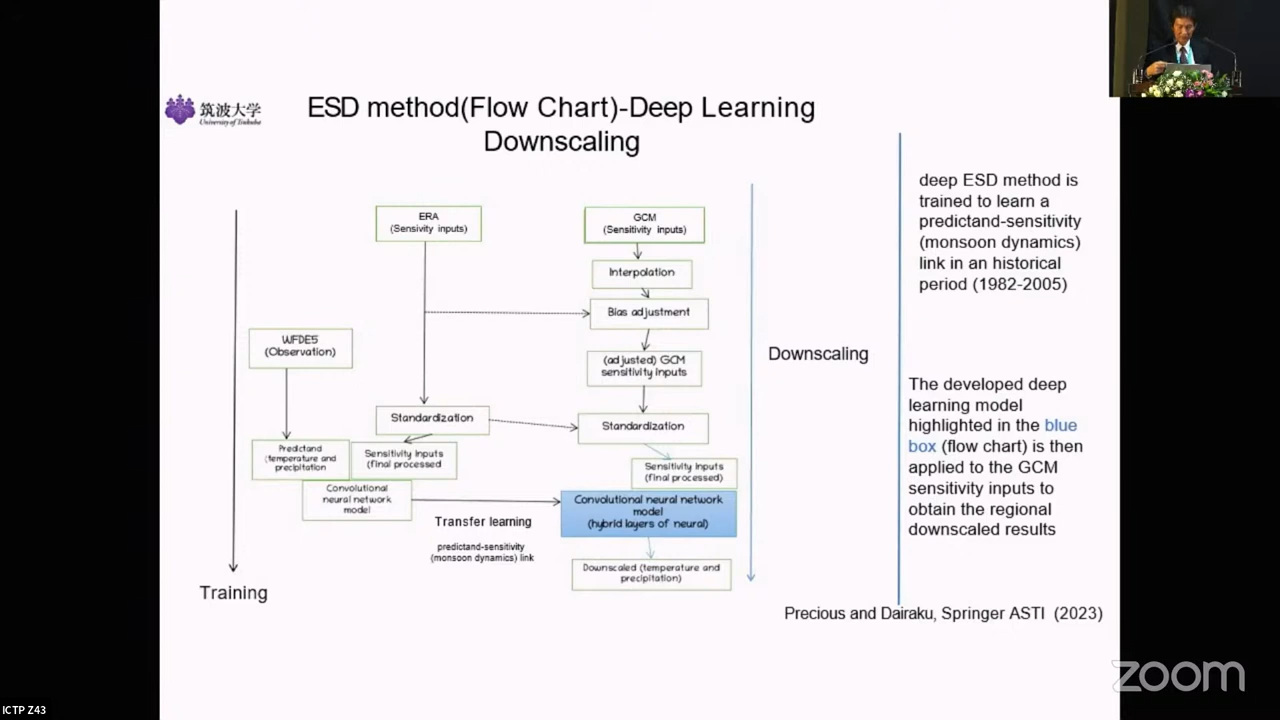 筑波大学
University of Tsukuba
ESD method(Flow Chart)-Deep Learning
Downscaling
ERA
(Sensivity inputs)
GCM
(Sensitivity inputs)
Interpolation
Bias adjustment
WFDE5
(Observation)
(adjusted) GCM
sensitivity inputs
Standardization
Standardization
Predictand
(temperature and
precipitation
Sensitivity inputs
(final processed
Sensitivity inputs
(final processed)
Convolutional
neural network
model
Convolutional neural network
model
(hybrid layers of neural)
Transfer learning
predictand-sensitivity
(monsoon dynamics) link
Downscaled (temperature and
precipitation)
Training
Downscaling
deep ESD method is
trained to learn a
predictand-sensitivity
(monsoon dynamics)
link in an historical
period (1982-2005)
The developed deep
learning model
highlighted in the blue
box (flow chart) is then
applied to the GCM
sensitivity inputs to
obtain the regional
downscaled results
Precious and Dairaku, Springer ASTI (2023)
zoom
ICTP Z43